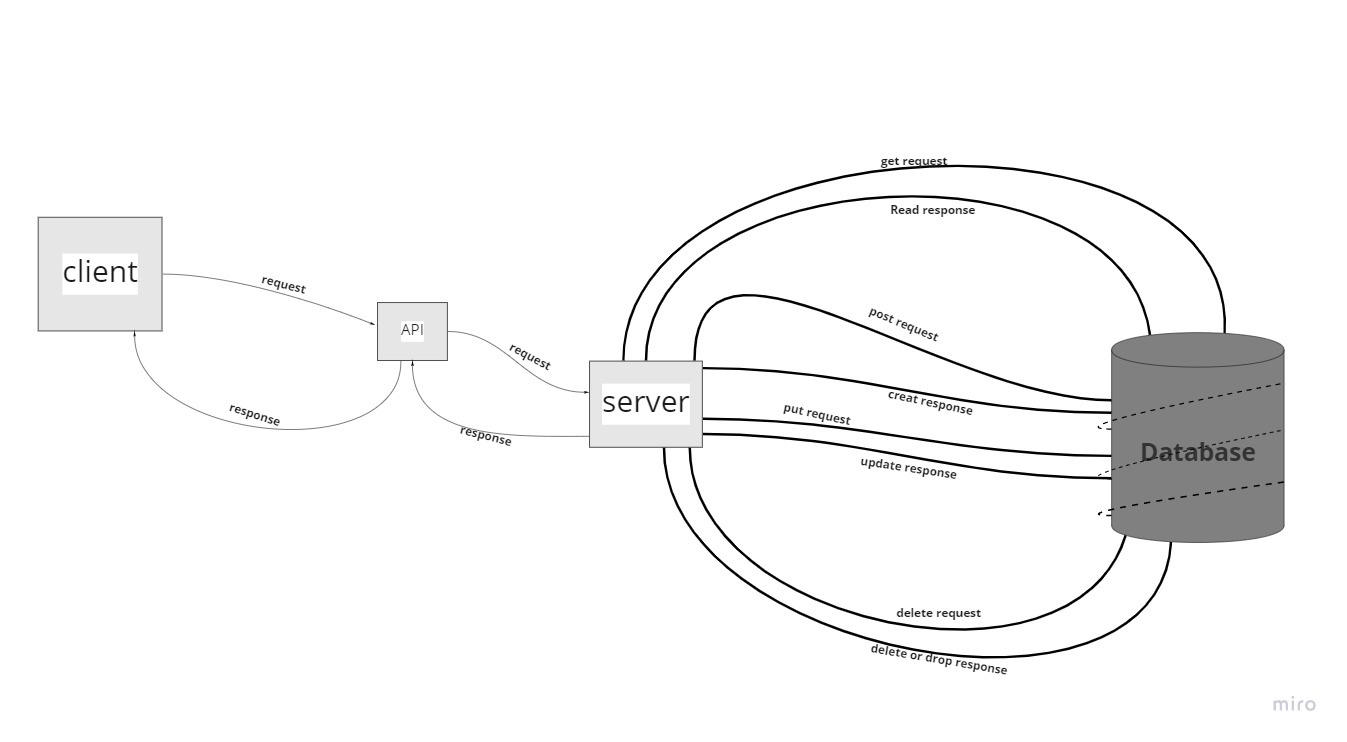 client
request
response
API
request
response
server
get request
Read response
post request
creat response
put request
update response
delete request
delete or drop response
Database
miro